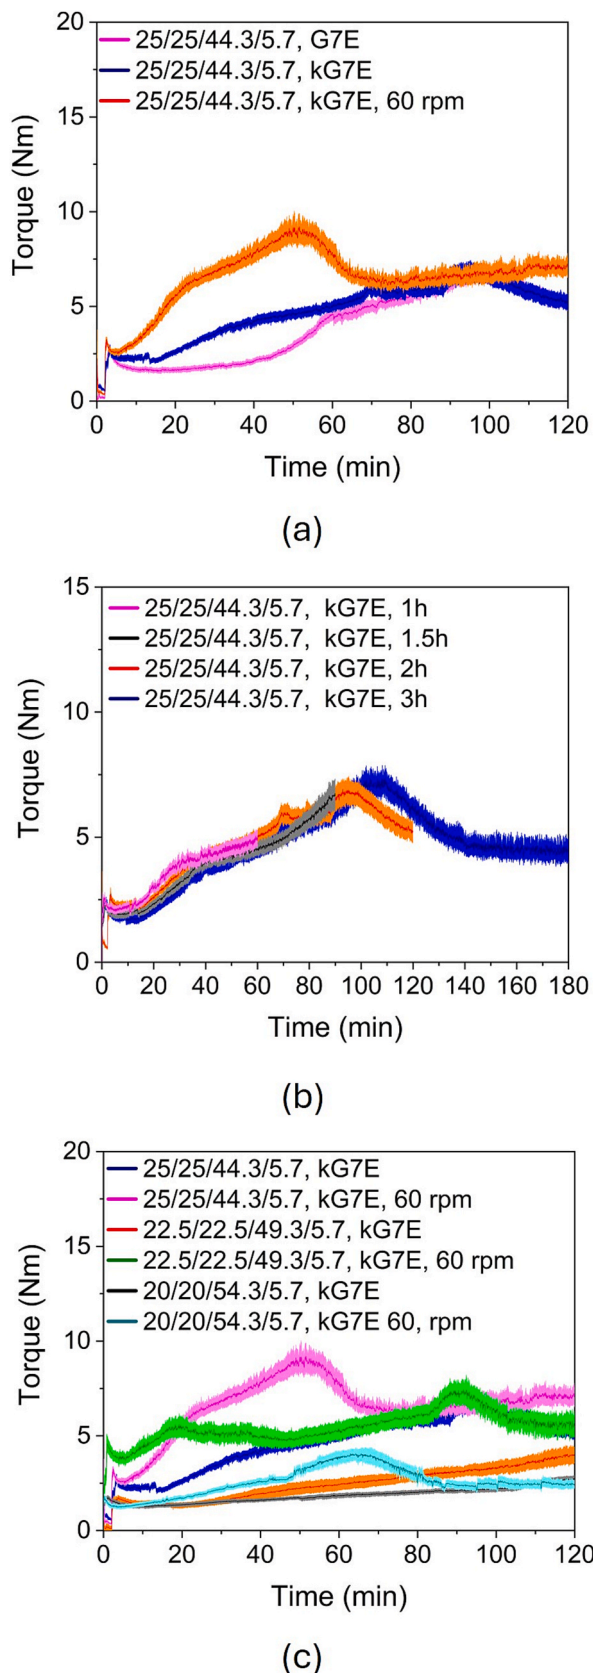 25/25/44.3/5.7, G7E
25/25/44.3/5.7, kG7E
25/25/44.3/5.7, kG7E, 60 rpm
Torque (Nm)
20
15
10
5
0
0 20 40 60 80 100 120
Time (min)
(a)
25/25/44.3/5.7, kG7E, 1h
25/25/44.3/5.7, kG7E, 1.5h
25/25/44.3/5.7, kG7E, 2h
25/25/44.3/5.7, kG7E, 3h
Torque (Nm)
15
10
5
0
0 20 40 60 80 100 120 140 160 180
Time (min)
(b)
25/25/44.3/5.7, kG7E
25/25/44.3/5.7, kG7E, 60 rpm
22.5/22.5/49.3/5.7, kG7E
22.5/22.5/49.3/5.7, kG7E, 60 rpm
20/20/54.3/5.7, kG7E
20/20/54.3/5.7, kG7E 60, rpm
Torque (Nm)
20
15
10
5
0
0 20 40 60 80 100 120
Time (min)
(c)